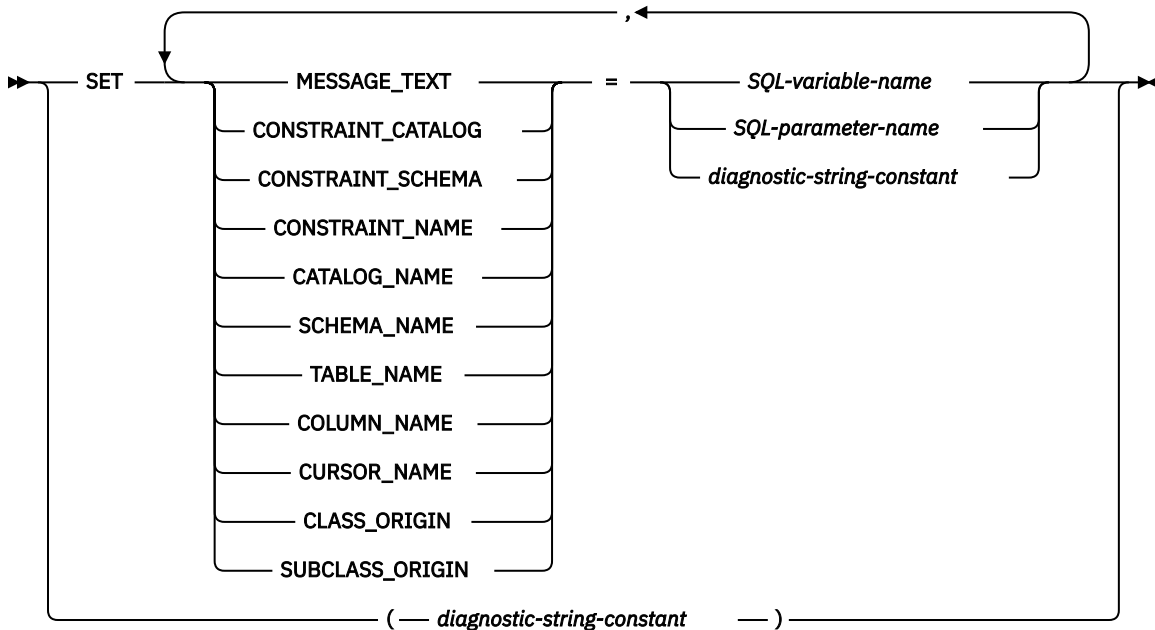 ,
SET MESSAGE_TEXT = SQL-variable-name
CONSTRAINT_CATALOG SQL-parameter-name
CONSTRAINT_SCHEMA diagnostic-string-constant
CONSTRAINT_NAME
CATALOG_NAME
SCHEMA_NAME
TABLE_NAME
COLUMN_NAME
CURSOR_NAME
CLASS_ORIGIN
SUBCLASS_ORIGIN
( diagnostic-string-constant )